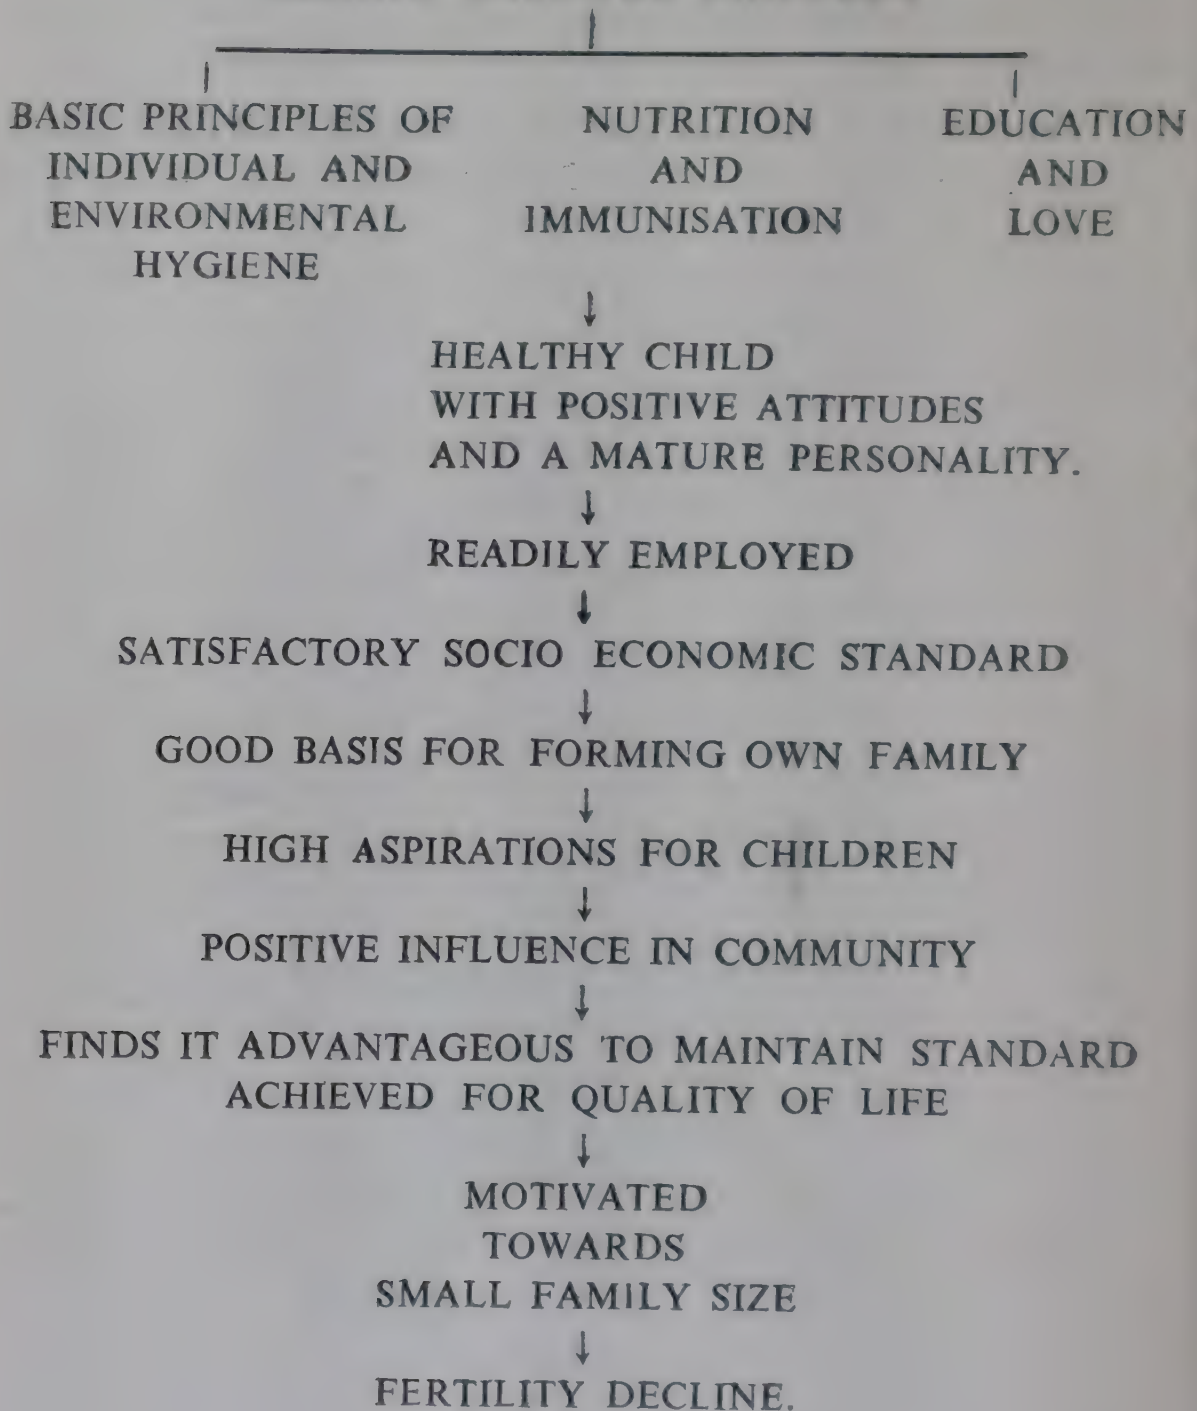 BASIC PRINCIPLES OF
INDIVIDUAL AND
ENVIRONMENTAL
HYGIENE
NUTRITION
AND
IMMUNISATION
EDUCATION
AND
LOVE
↓
HEALTHY CHILD
WITH POSITIVE ATTITUDES
AND A MATURE PERSONALITY.
↓
READILY EMPLOYED
↓
SATISFACTORY SOCIO ECONOMIC STANDARD
↓
GOOD BASIS FOR FORMING OWN FAMILY
↓
HIGH ASPIRATIONS FOR CHILDREN
↓
POSITIVE INFLUENCE IN COMMUNITY
↓
FINDS IT ADVANTAGEOUS TO MAINTAIN STANDARD
ACHIEVED FOR QUALITY OF LIFE
↓
MOTIVATED
TOWARDS
SMALL FAMILY SIZE
↓
FERTILITY DECLINE.